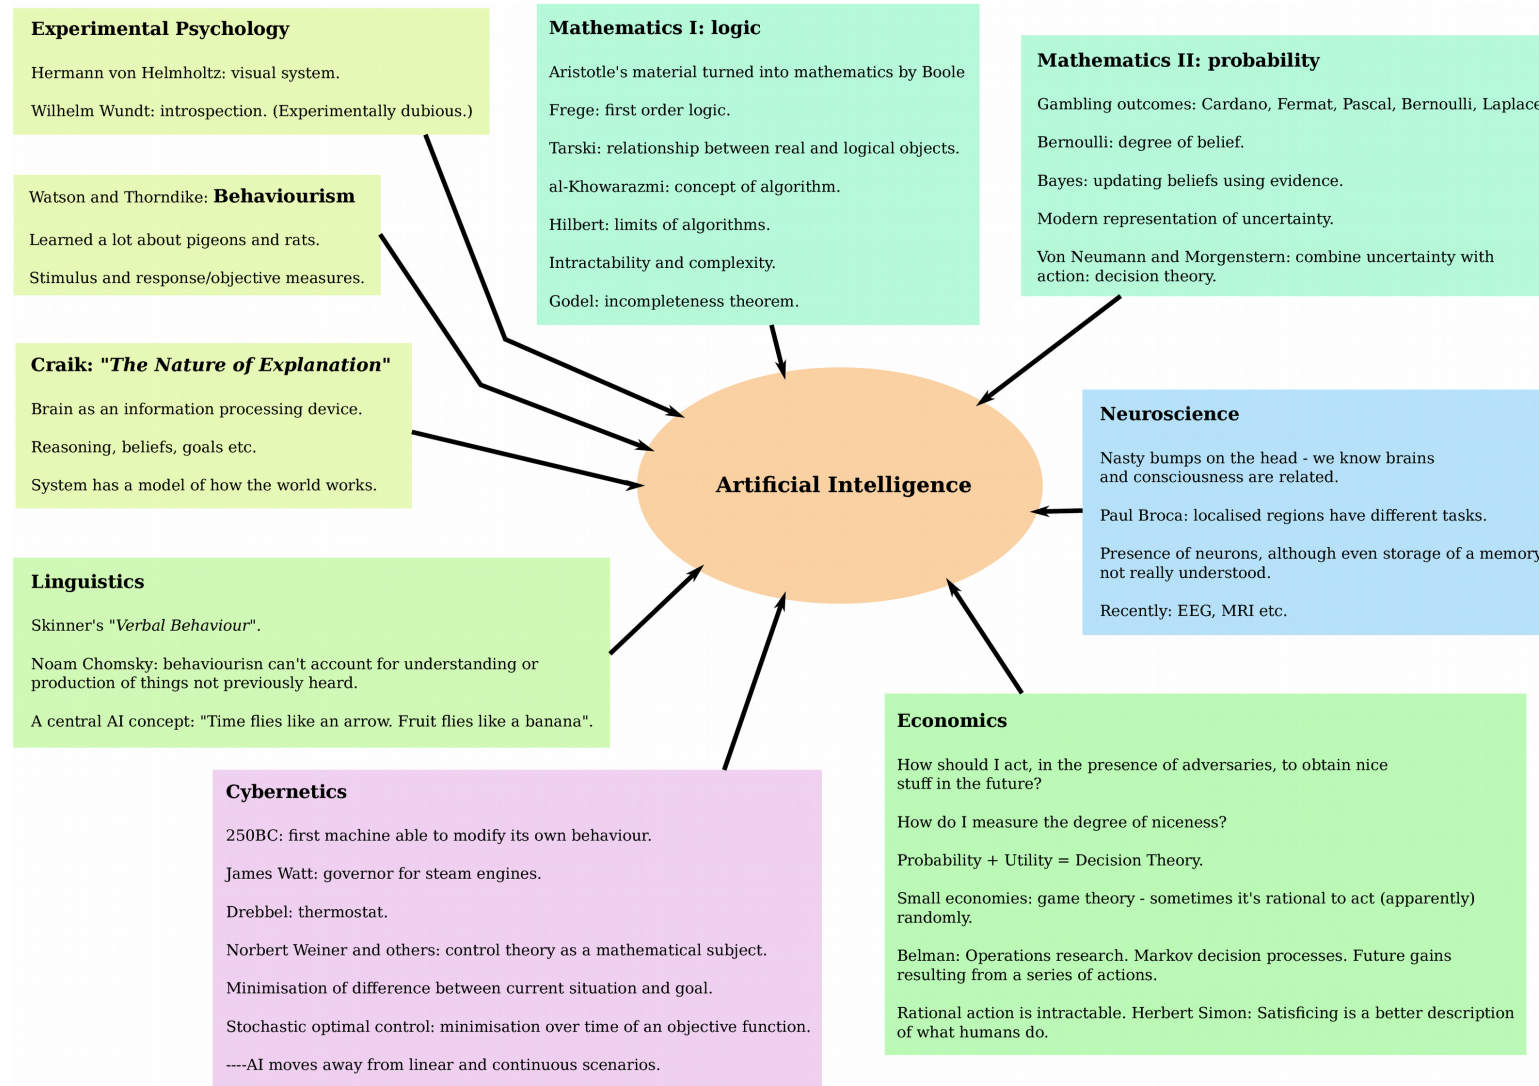 Experimental Psychology
Hermann von Helmholtz: visual system.
Wilhelm Wundt: introspection. (Experimentally dubious.)
Watson and Thorndike: Behaviourism
Learned a lot about pigeons and rats.
Stimulus and response/objective measures.
Craik: "The Nature of Explanation"
Brain as an information processing device.
Reasoning, beliefs, goals etc.
System has a model of how the world works.
Mathematics I: logic
Aristotle's material turned into mathematics by Boole
Frege: first order logic.
Tarski: relationship between real and logical objects.
al-Khowarazmi: concept of algorithm.
Hilbert: limits of algorithms.
Intractability and complexity.
Godel: incompleteness theorem.
Mathematics II: probability
Gambling outcomes: Cardano, Fermat, Pascal, Bernoulli, Laplace
Bernoulli: degree of belief.
Bayes: updating beliefs using evidence.
Modern representation of uncertainty.
Von Neumann and Morgenstern: combine uncertainty with
action: decision theory.
Artificial Intelligence
Neuroscience
Nasty bumps on the head - we know brains
and consciousness are related.
Paul Broca: localised regions have different tasks.
Presence of neurons, although even storage of a memory
not really understood.
Recently: EEG, MRI etc.
Linguistics
Skinner's "Verbal Behaviour".
Noam Chomsky: behaviourisn can't account for understanding or
production of things not previously heard.
A central AI concept: "Time flies like an arrow. Fruit flies like a banana".
Cybernetics
250BC: first machine able to modify its own behaviour.
James Watt: governor for steam engines.
Drebbel: thermostat.
Norbert Weiner and others: control theory as a mathematical subject.
Minimisation of difference between current situation and goal.
Stochastic optimal control: minimisation over time of an objective function.
----AI moves away from linear and continuous scenarios.
Economics
How should I act, in the presence of adversaries, to obtain nice
stuff in the future?
How do I measure the degree of niceness?
Probability + Utility = Decision Theory.
Small economies: game theory - sometimes it's rational to act (apparently)
randomly.
Belman: Operations research. Markov decision processes. Future gains
resulting from a series of actions.
Rational action is intractable. Herbert Simon: Satisficing is a better description
of what humans do.